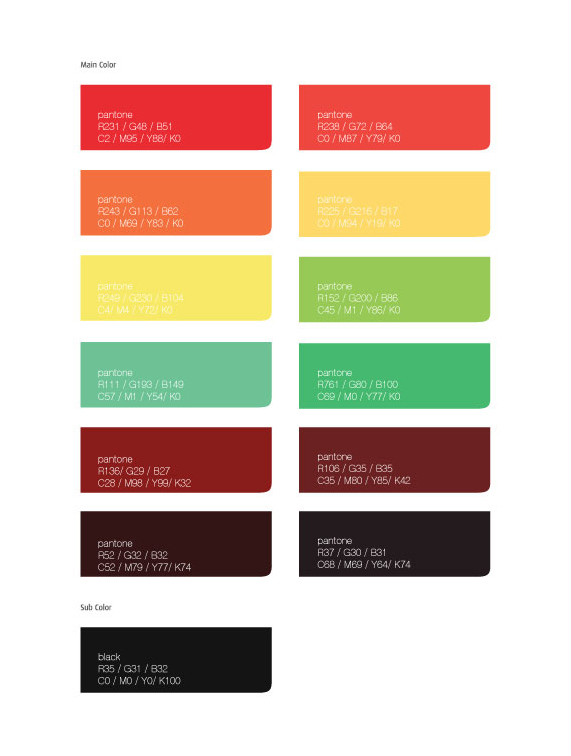 Main Color
pantone
R231 / G48 / B51
C2 / M95 / Y88/ K0
pantone
R238 / G72 / B64
C0 / M87 / Y79/ K0
pantone
R243 / G113 / B62
C0 / M69 / Y83 / K0
pantone
R225 / G215 / B17
C0 / M94 / Y19/ K0
pantone
R249 / G230 / B104
C4/ M4 / Y72/ K0
pantone
R152 / G200 / B86
C45 / M1 / Y86/ K0
pantone
R111 / G193 / B149
C57 / M1 / Y54/ K0
pantone
R761 / G80 / B100
C69 / M0 / Y77/ K0
pantone
R136/ G29 / B27
C28 / M98 / Y99/ K32
pantone
R106 / G35 / B35
C35 / M80 / Y85/ K42
pantone
R52 / G32 / B32
C52 / M79 / Y77/ K74
pantone
R37 / G30 / B31
C68 / M69 / Y64/ K74
Sub Color
black
R35 / G31 / B32
C0 / M0 / Y0/ K100